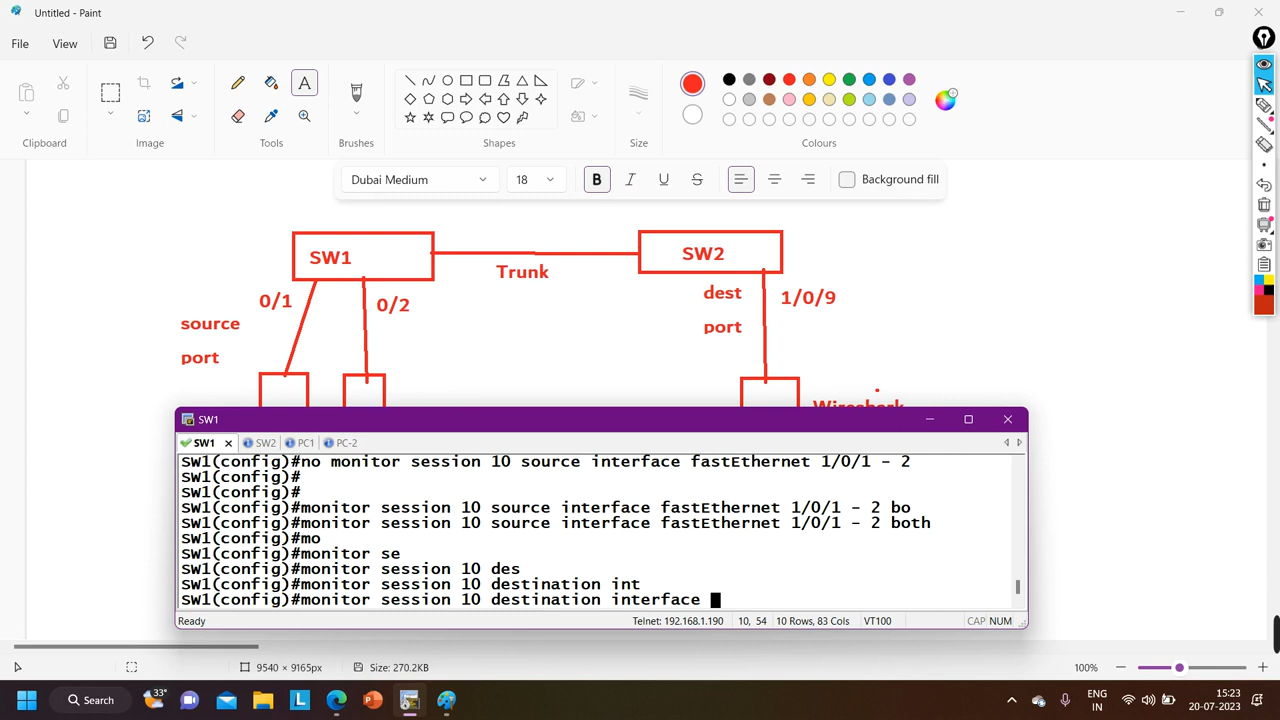 Untitled - Paint
File View
Clipboard
Image
Tools
Brushes
Shapes
Size
Colours
Dubai Medium
18
B
Background fill
SW1
SW2
Trunk
0/1
0/2
source
port
dest
port
1/0/9
Wireshark
SW1
SW1
SW2
PC1
PC-2
SW1(config)#no monitor session 10 source interface fastEthernet 1/0/1 - 2
SW1(config)#
SW1(config)#
SW1(config)#monitor session 10 source interface fastEthernet 1/0/1 - 2 bo
SW1(config)#monitor session 10 source interface fastEthernet 1/0/1 - 2 both
SW1(config)#mo
SW1(config)#monitor se
SW1(config)#monitor session 10 des
SW1(config)#monitor session 10 destination int
SW1(config)#monitor session 10 destination interface
Ready
Telnet: 192.168.1.190
10, 54
10 Rows, 83 Cols
VT100
CAP
NUM
9540 × 9165px
Size: 270.2KB
100%
33°
Search
ENG
IN
15:23
20-07-2023